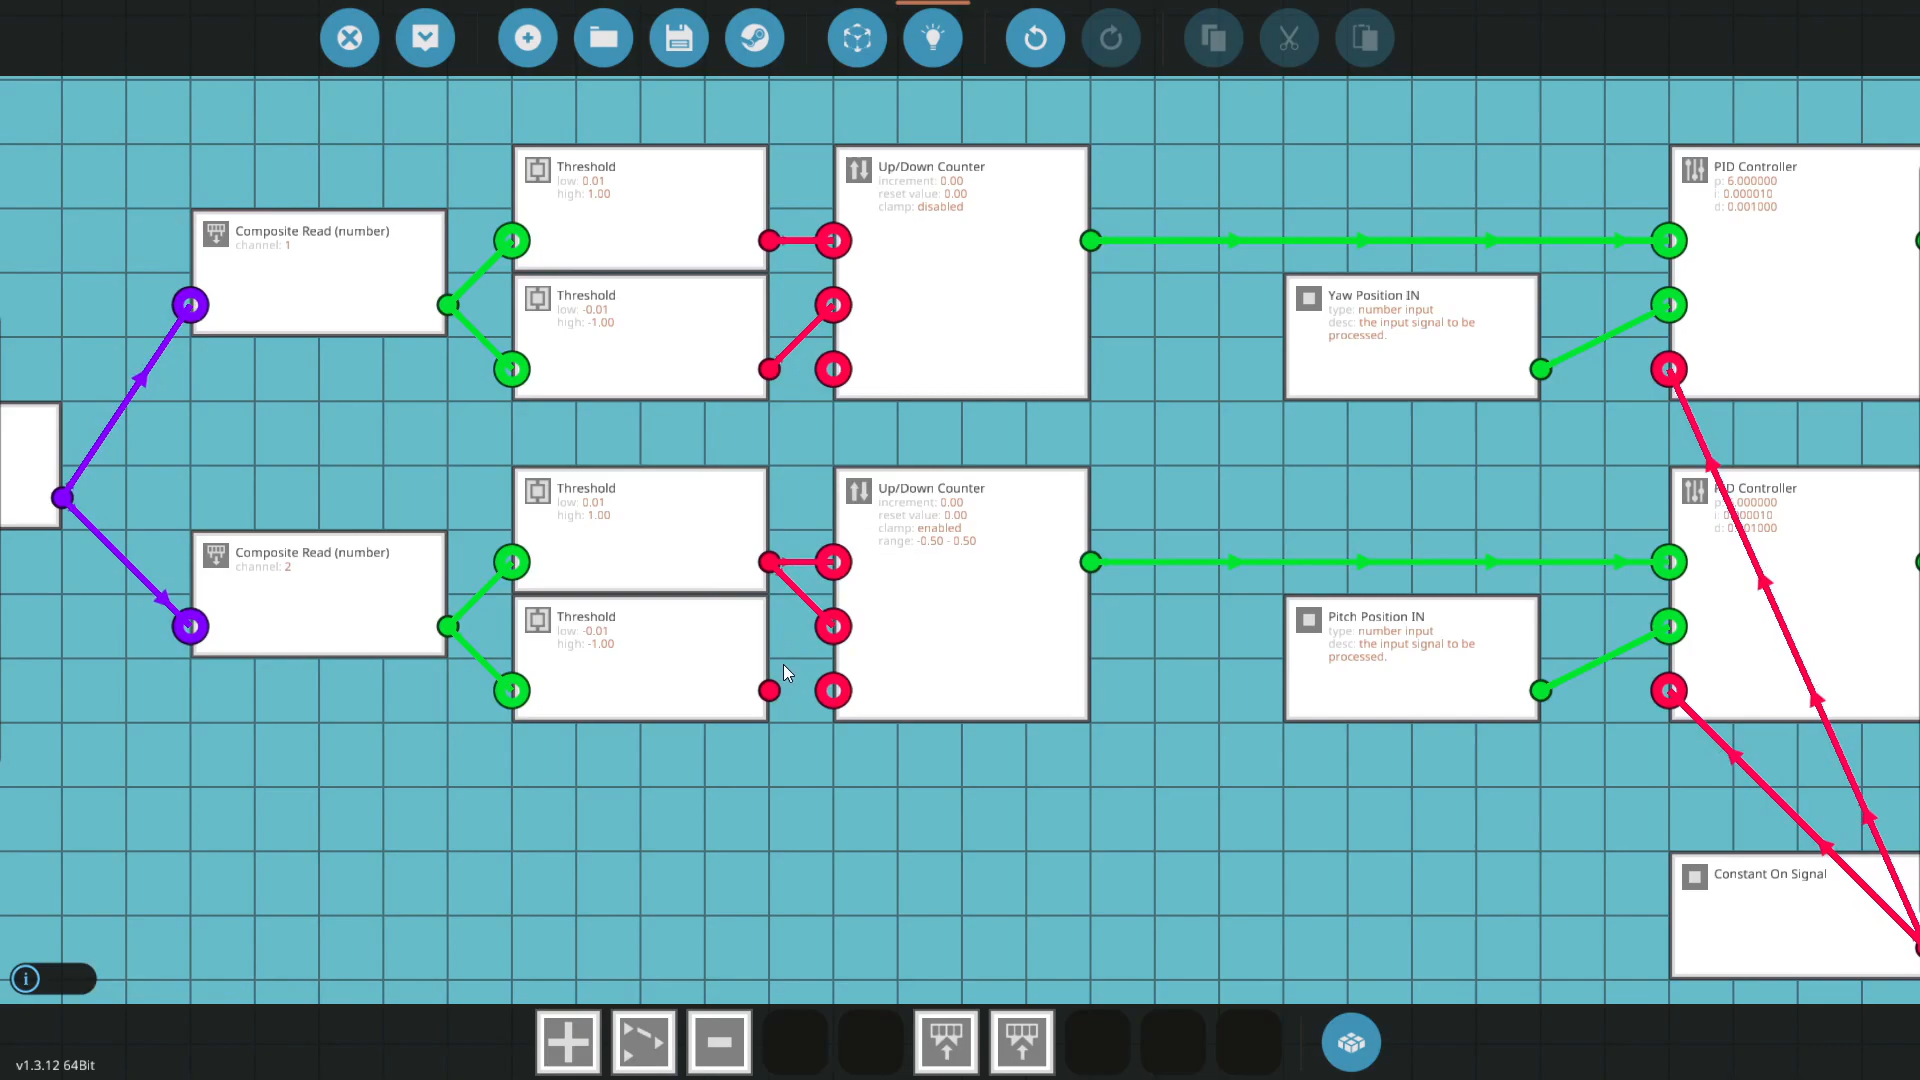 Composite Read (number)
channel: 1
Threshold
low: 0.01
high: 1.00
Threshold
low: -0.01
high: -1.00
Up/Down Counter
increment: 0.00
reset value: 0.00
clamp: disabled
Yaw Position IN
type: number input
desc: the input signal to be
processed.
PID Controller
p: 6.000000
i: 0.000010
d: 0.001000
Composite Read (number)
channel: 2
Threshold
low: 0.01
high: 1.00
Threshold
low: -0.01
high: -1.00
Up/Down Counter
increment: 0.00
reset value: 0.00
clamp: enabled
range: -0.50 - 0.50
Pitch Position IN
type: number input
desc: the input signal to be
processed.
Controller
Constant On Signal
v1.3.12 64Bit